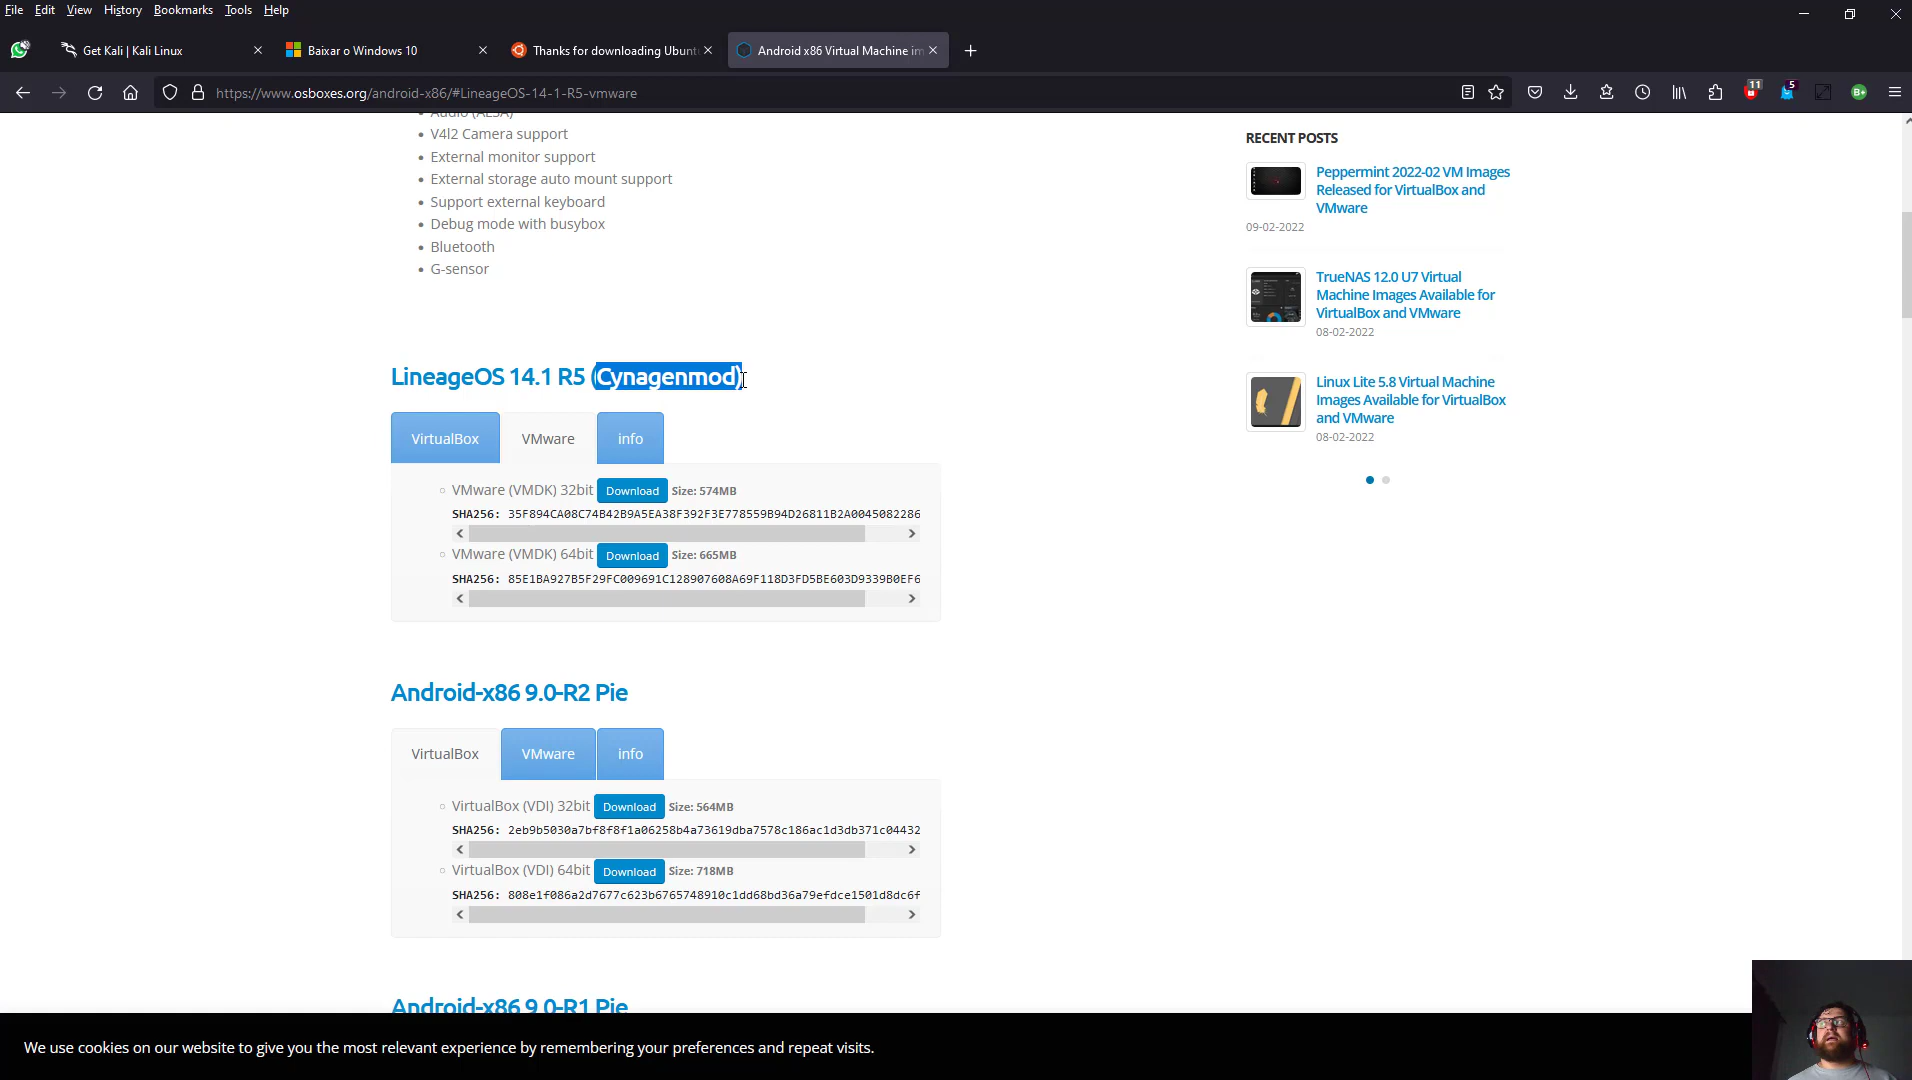 File Edit View History Bookmarks Tools Help
Get Kali | Kali Linux
Baixar o Windows 10
Thanks for downloading Ubunt
Android x86 Virtual Machine im
https://www.osboxes.org/android-x86/#LineageOS-14-1-R5-vmware
11
5
B+
Audio (ALSA)
V4l2 Camera support
External monitor support
External storage auto mount support
Support external keyboard
Debug mode with busybox
Bluetooth
G-sensor
LineageOS 14.1 R5 (Cynagenmod)
VirtualBox VMware info
VMware (VMDK) 32bit Download Size: 574MB
SHA256: 35F894CA08C74B42B9A5EA38F392F3E778559B94D26811B2A0045082286
VMware (VMDK) 64bit Download Size: 665MB
SHA256: 85E1BA927B5F29FC009691C128907608A69F118D3FD5BE603D9339B0EF6
Android-x86 9.0-R2 Pie
VirtualBox VMware info
VirtualBox (VDI) 32bit Download Size: 564MB
SHA256: 2eb9b5030a7bf8f8f1a06258b4a73619dba7578c186ac1d3db371c04432
VirtualBox (VDI) 64bit Download Size: 718MB
SHA256: 808e1f086a2d7677c623b6765748910c1dd68bd36a79efdce1501d8dc6f
Android-x86 9.0-R1 Pie
RECENT POSTS
Peppermint 2022-02 VM Images
Released for VirtualBox and
VMware
09-02-2022
TrueNAS 12.0 U7 Virtual
Machine Images Available for
VirtualBox and VMware
08-02-2022
Linux Lite 5.8 Virtual Machine
Images Available for VirtualBox
and VMware
08-02-2022
We use cookies on our website to give you the most relevant experience by remembering your preferences and repeat visits.